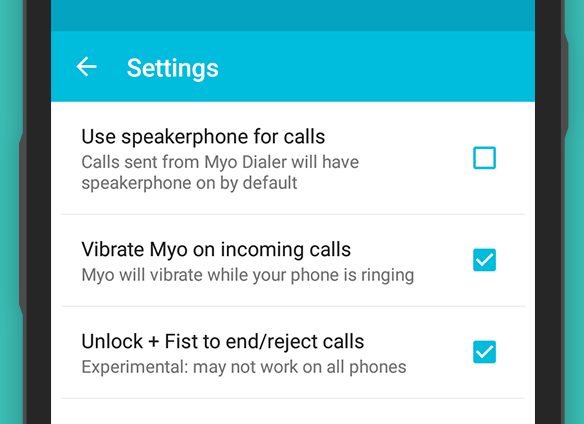 Settings
Use speakerphone for calls
Calls sent from Myo Dialer will have
speakerphone on by default
Vibrate Myo on incoming calls
Myo will vibrate while your phone is ringing
Unlock + Fist to end/reject calls
Experimental: may not work on all phones